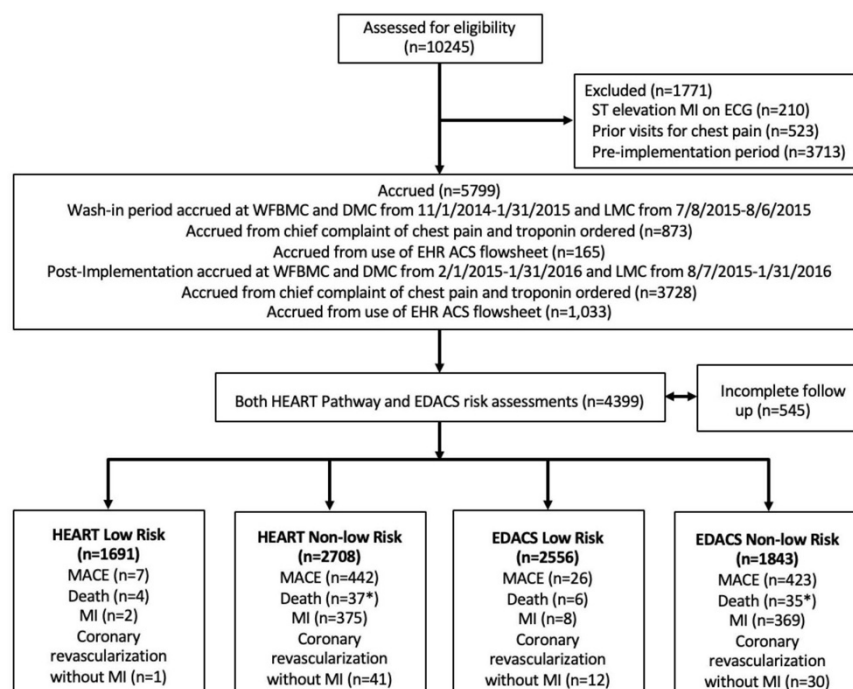 Assessed for eligibility
(n=10245)
Excluded (n=1771)
ST elevation MI on ECG (n=210)
Prior visits for chest pain (n=523)
Pre-implementation period (n=3713)
Accrued (n=5799)
Wash-in period accrued at WFBMC and DMC from 11/1/2014-1/31/2015 and LMC from 7/8/2015-8/6/2015
Accrued from chief complaint of chest pain and troponin ordered (n=873)
Accrued from use of EHR ACS flowsheet (n=165)
Post-Implementation accrued at WFBMC and DMC from 2/1/2015-1/31/2016 and LMC from 8/7/2015-1/31/2016
Accrued from chief complaint of chest pain and troponin ordered (n=3728)
Accrued from use of EHR ACS flowsheet (n=1,033)
Both HEART Pathway and EDACS risk assessments (n=4399)
Incomplete follow
up (n=545)
HEART Low Risk
(n=1691)
MACE (n=7)
Death (n=4)
MI (n=2)
Coronary
revascularization
without MI (n=1)
HEART Non-low Risk
(n=2708)
MACE (n=442)
Death (n=37*)
MI (n=375)
Coronary
revascularization
without MI (n=41)
EDACS Low Risk
(n=2556)
MACE (n=26)
Death (n=6)
MI (n=8)
Coronary
revascularization
without MI (n=12)
EDACS Non-low Risk
(n=1843)
MACE (n=423)
Death (n=35*)
MI (n=369)
Coronary
revascularization
without MI (n=30)